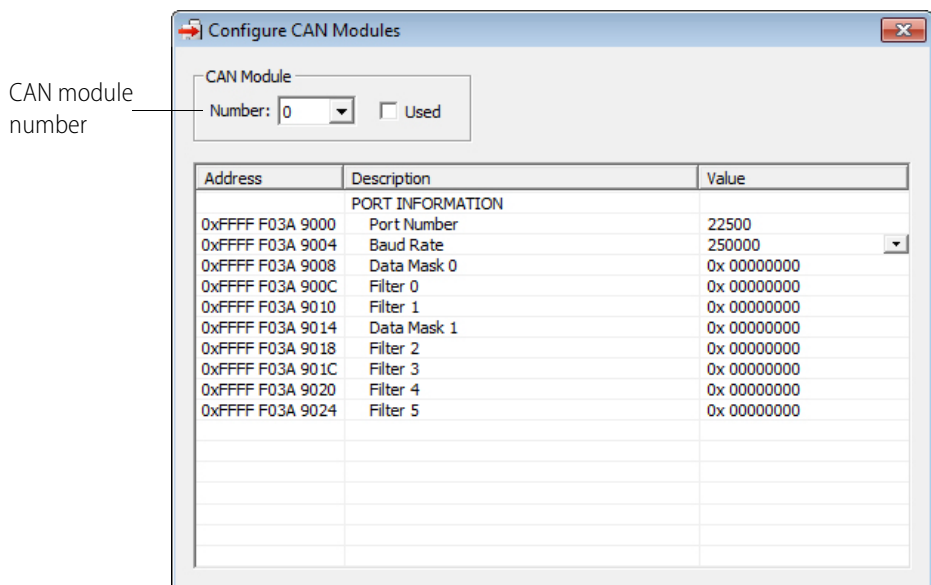 Configure CAN Modules
CAN module
number
CAN Module
Number: 0 Used
Address Description Value
PORT INFORMATION
0xFFFF F03A 9000 Port Number 22500
0xFFFF F03A 9004 Baud Rate 250000
0xFFFF F03A 9008 Data Mask 0 0x 00000000
0xFFFF F03A 900C Filter 0 0x 00000000
0xFFFF F03A 9010 Filter 1 0x 00000000
0xFFFF F03A 9014 Data Mask 1 0x 00000000
0xFFFF F03A 9018 Filter 2 0x 00000000
0xFFFF F03A 901C Filter 3 0x 00000000
0xFFFF F03A 9020 Filter 4 0x 00000000
0xFFFF F03A 9024 Filter 5 0x 00000000